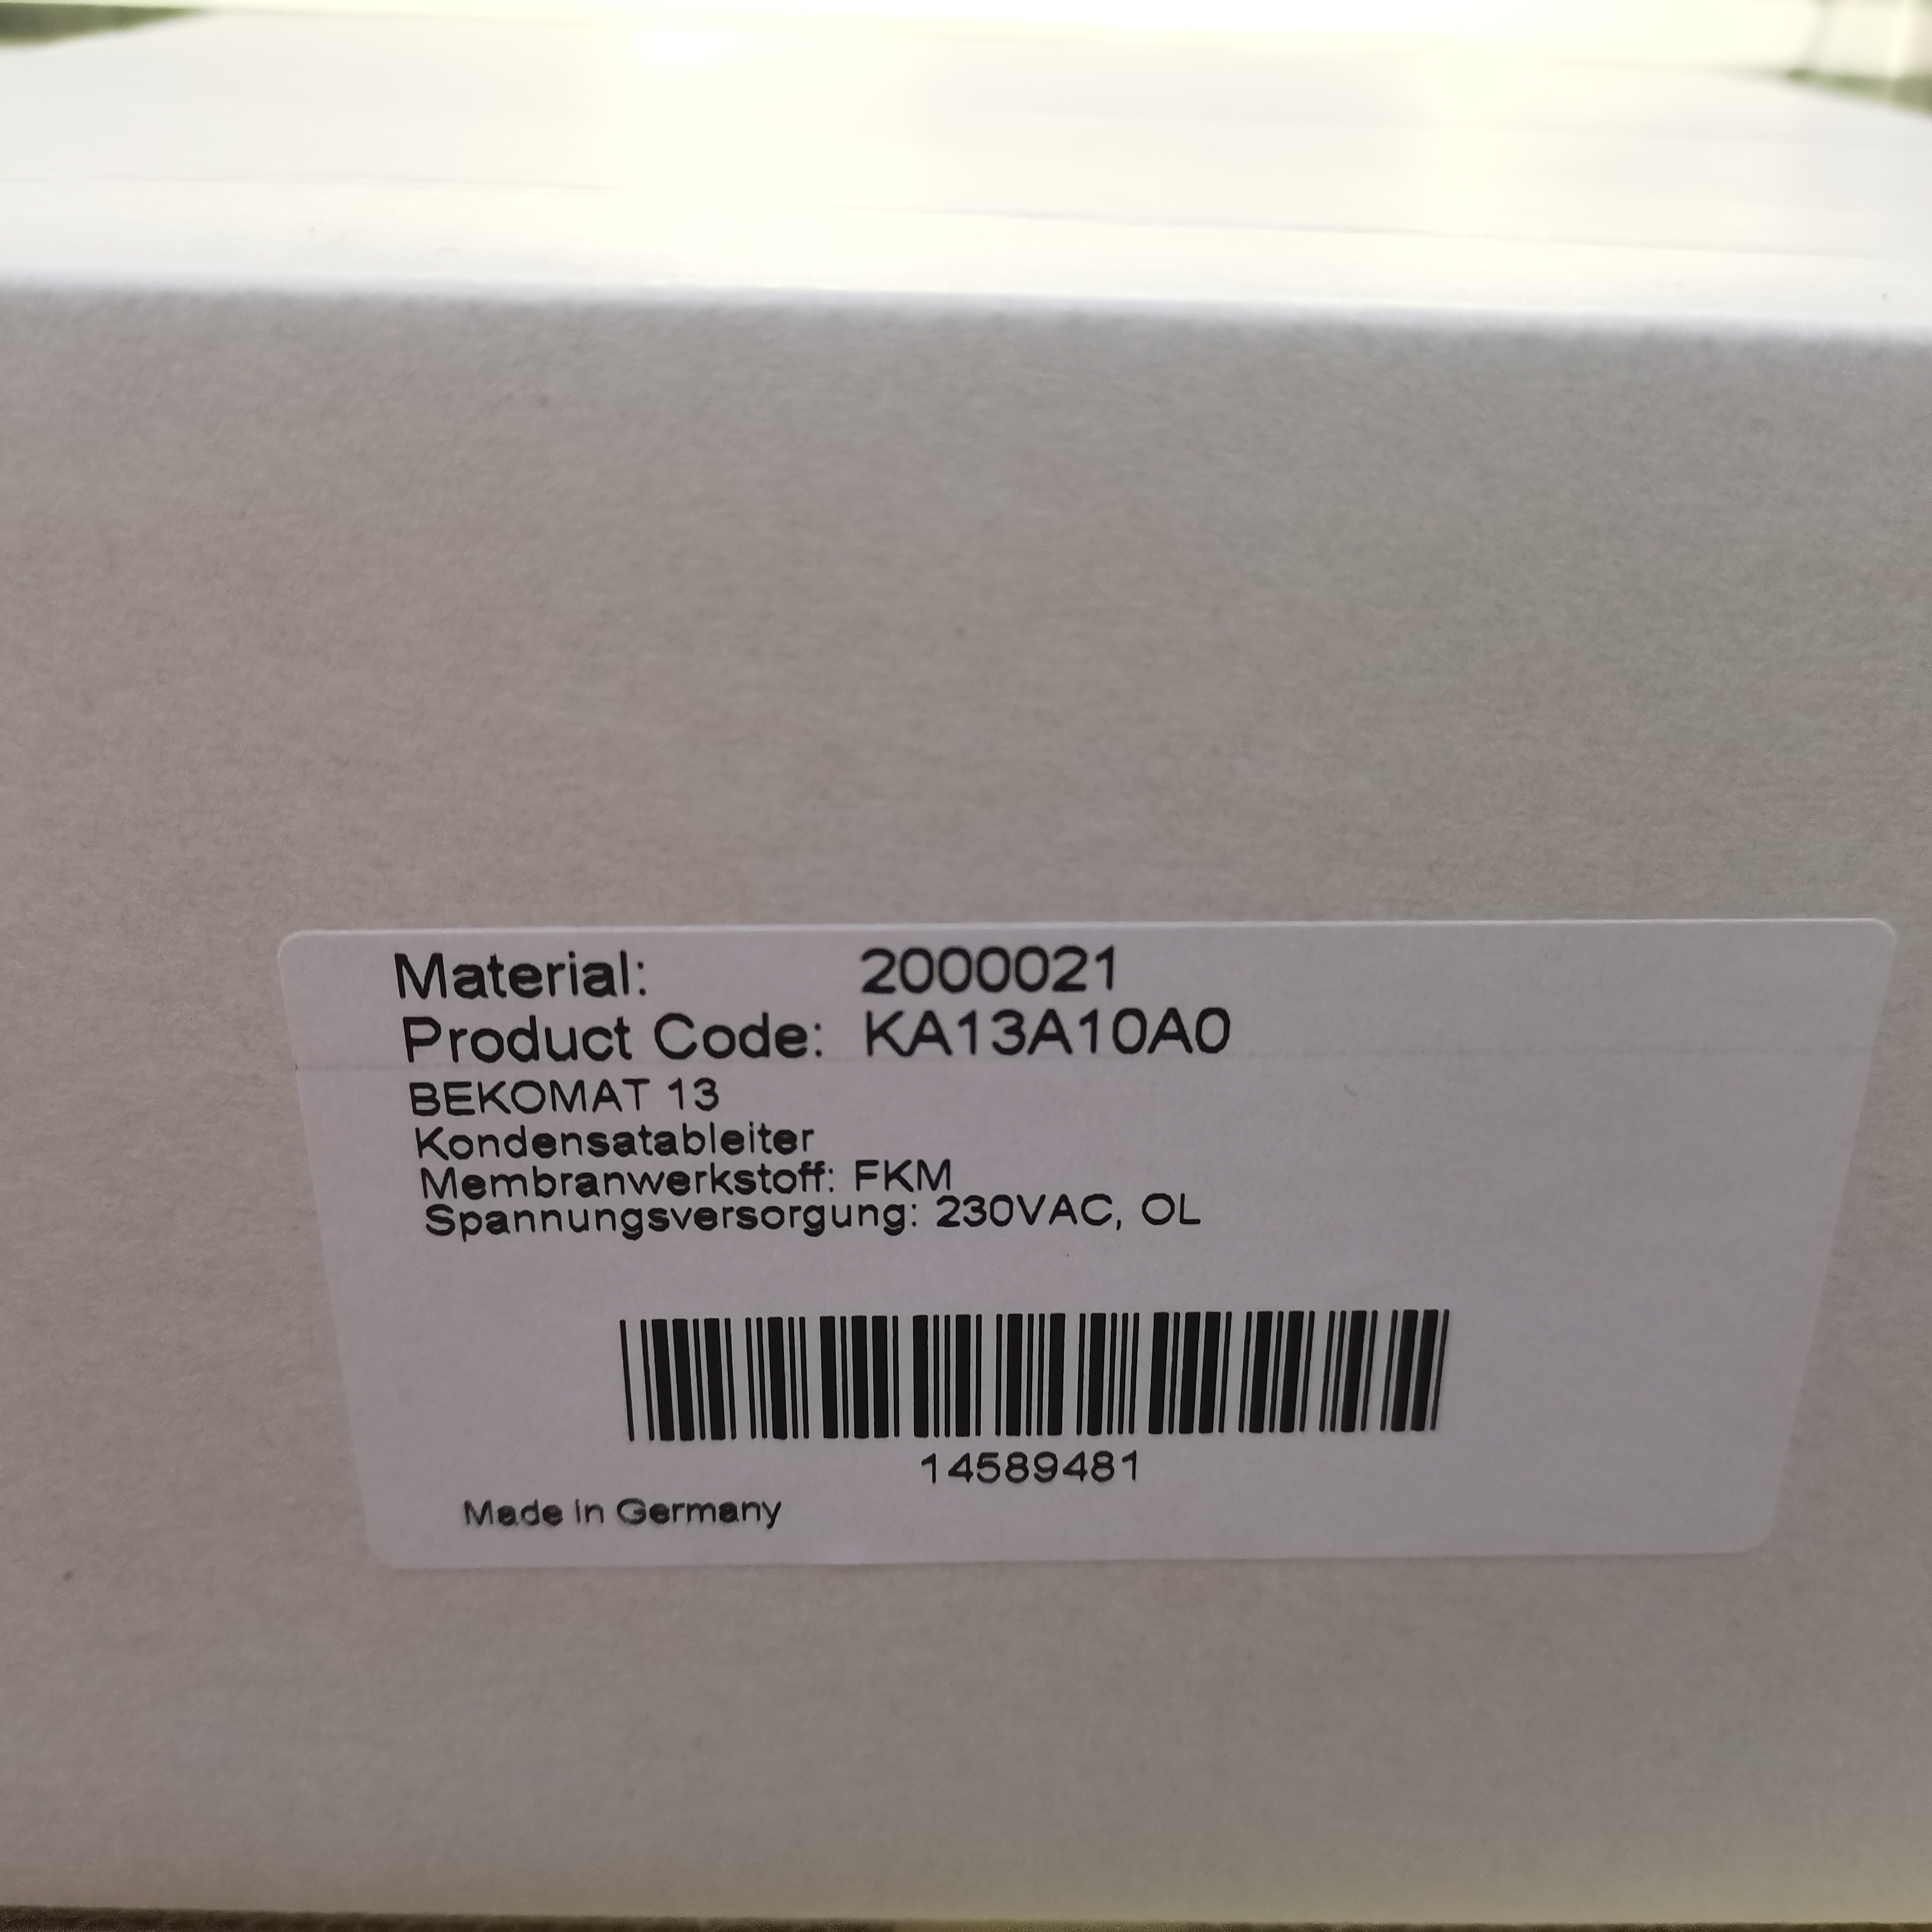 Material: 2000021
Product Code: KA13A10A0
BEKOMAT 13
Kondensatableiter
Membranwerkstoff: FKM
Spannungsversorgung: 230VAC, OL
14589481
Made in Germany